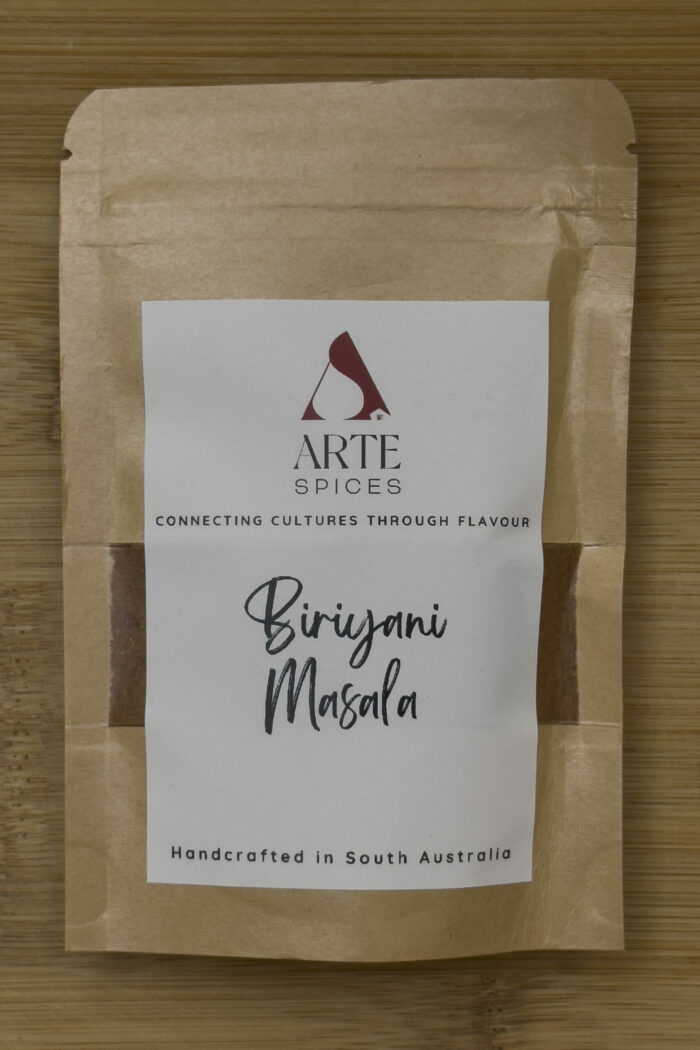 ARTE
SPICES
CONNECTING CULTURES THROUGH FLAVOUR
Biriyani
Masala
Handcrafted in South Australia